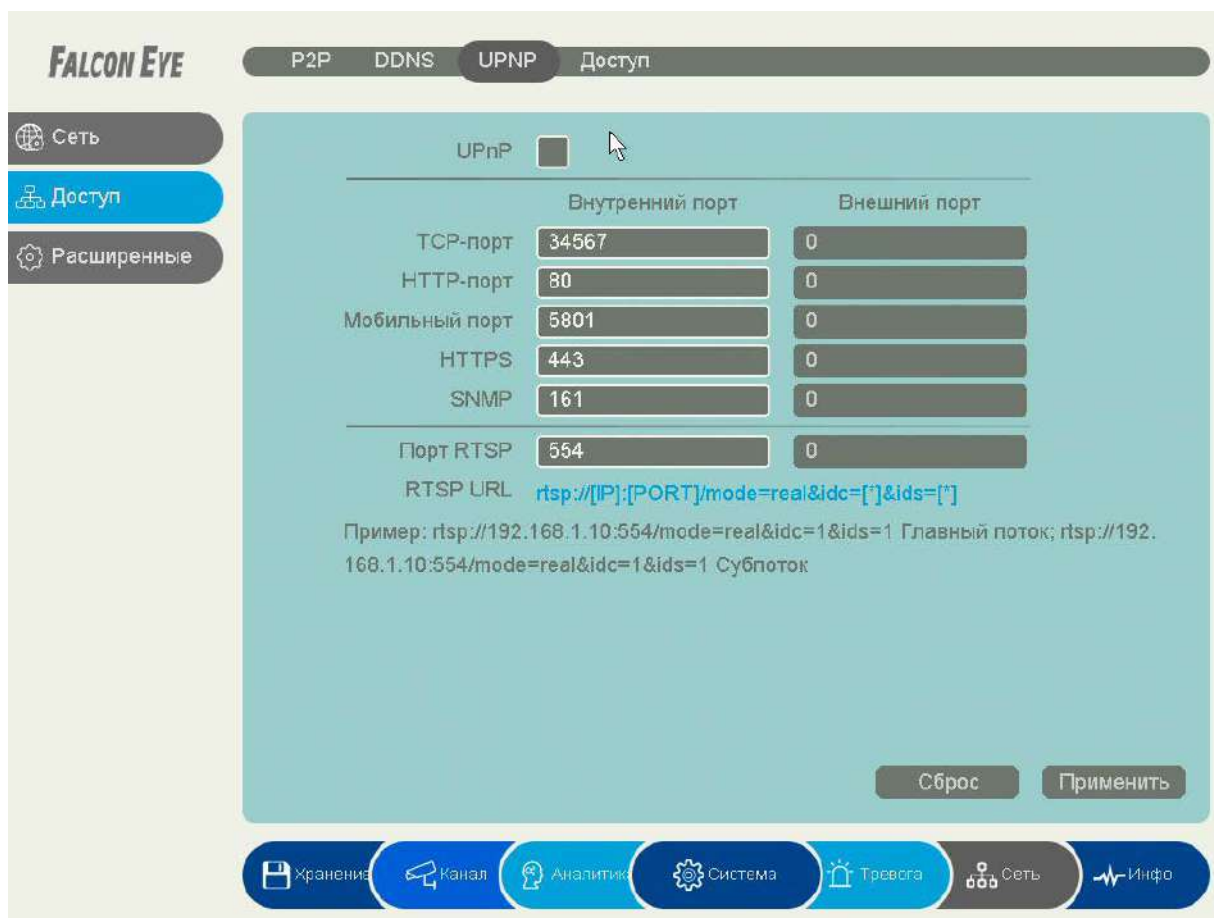 FALCON EYE
P2P DDNS UPNP Доступ
Сеть
Доступ
Расширенные
UPnP
Внутренний порт Внешний порт
TCP-порт 34567 0
HTTP-порт 80 0
Мобильный порт 5801 0
HTTPS 443 0
SNMP 161 0
Порт RTSP 554 0
RTSP URL rtsp://[IP]:[PORT]/mode=real&idc=[*]&ids=[*]
Пример: rtsp://192.168.1.10:554/mode=real&idc=1&ids=1 Главный поток; rtsp://192.
168.1.10:554/mode=real&idc=1&ids=1 Субпоток
Сброс Применить
Хранение Канал Аналитика Система Тревога Сеть Инфо